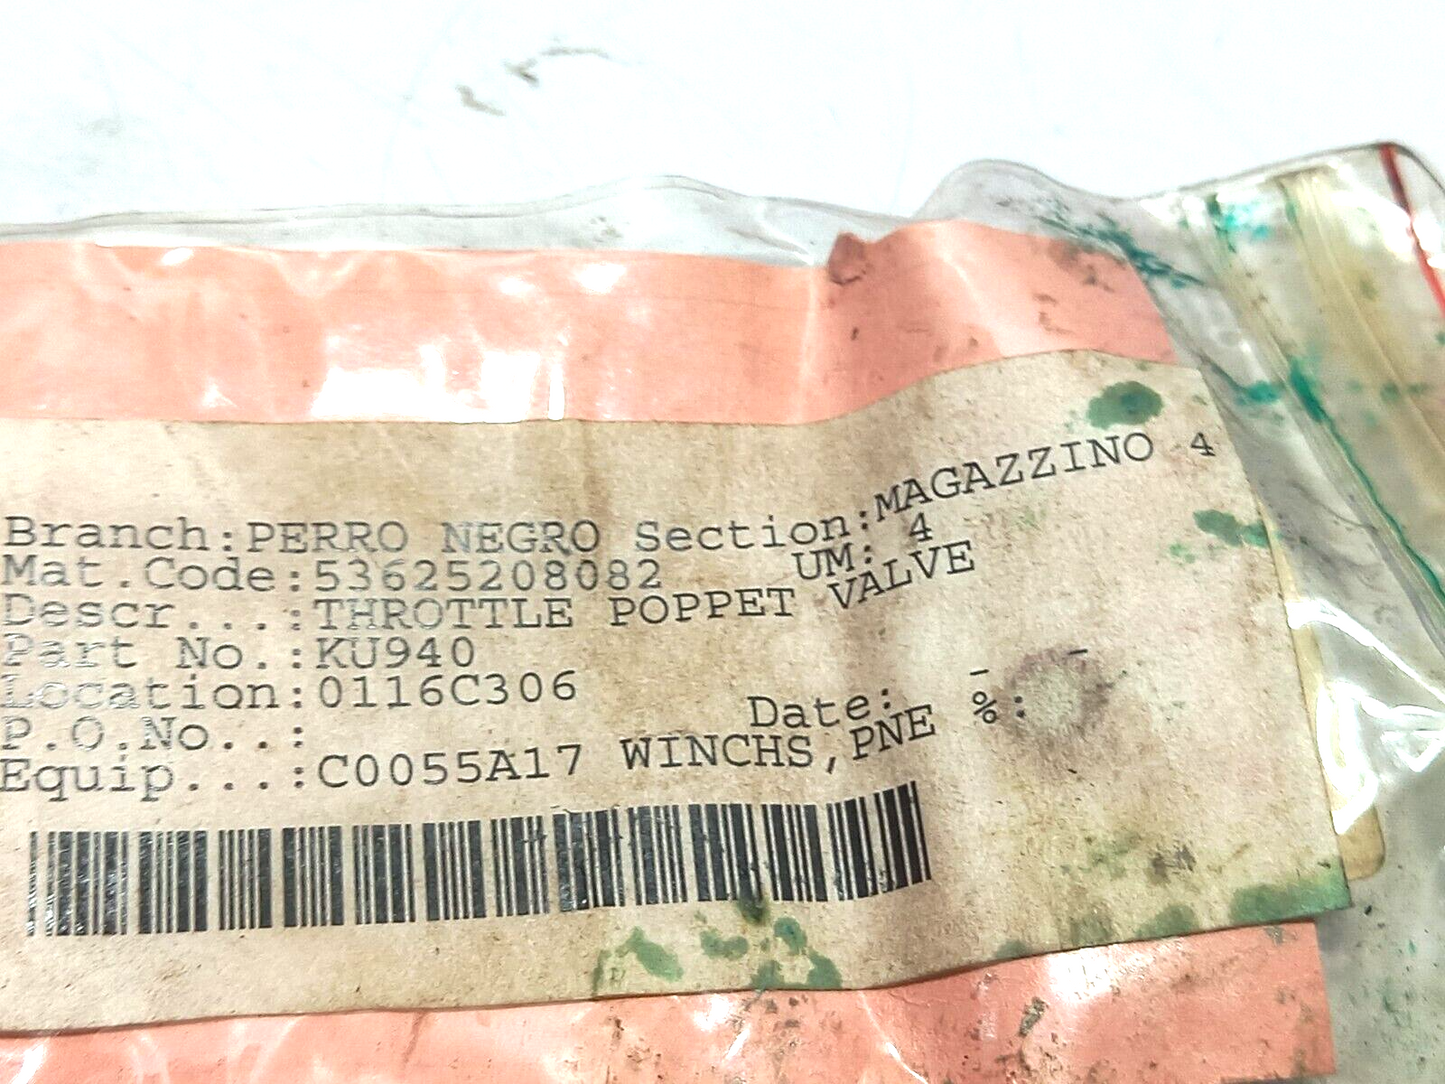 Branch:PERRO NEGRO Section:MAGAZZINO 4
Mat.Code:53625208082 UM: 4
Descr...:THROTTLE POPPET VALVE
Part No.:KU940
Location:0116C306 Date: - -
P.O.No..: %:
Equip...:C0055A17 WINCHS,PNE